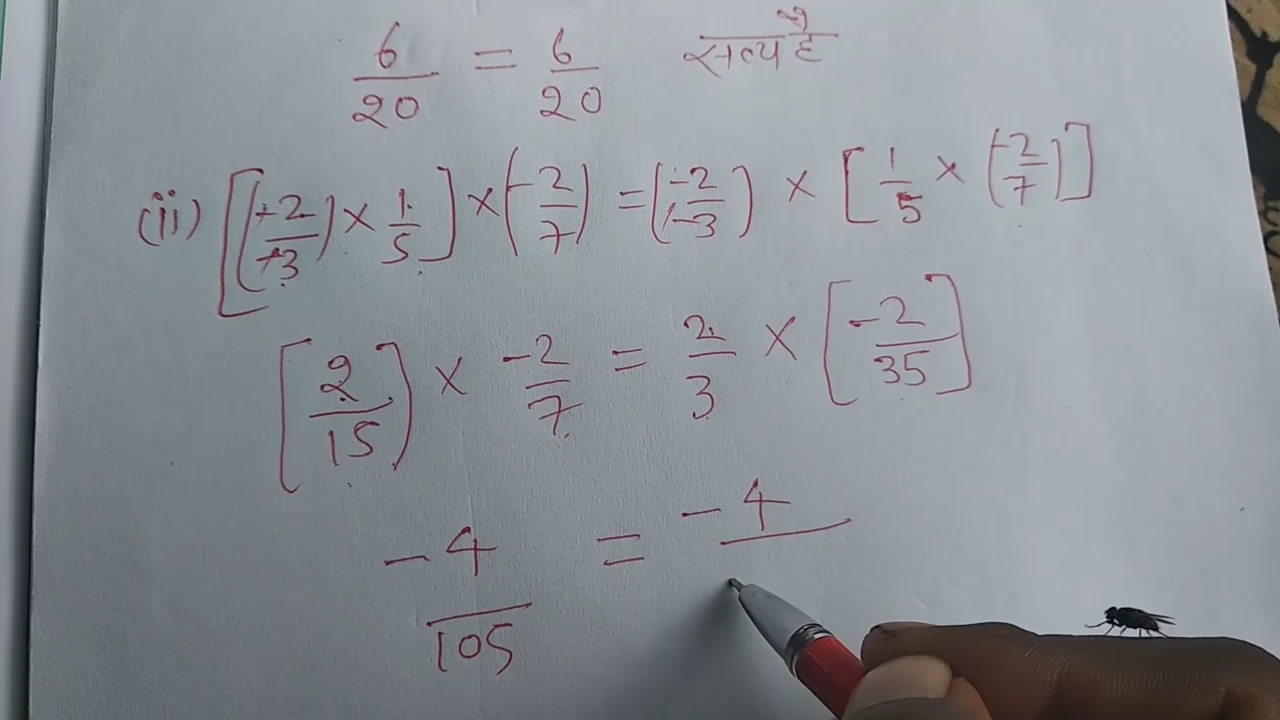 6/20 = 6/20 सत्य है
(ii) [(-2/-3) × 1/5] × (-2/7) = (-2/-3) × [1/5 × (-2/7)]
[2/15] × -2/7 = 2/3 × [-2/35]
-4/105 = -4/